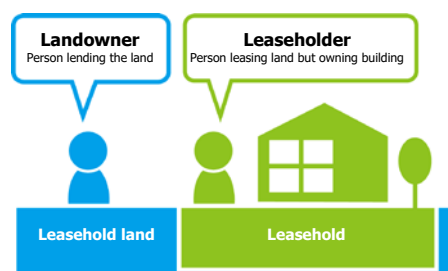 Landowner
Person lending the land
Leaseholder
Person leasing land but owning building
Leasehold land
Leasehold